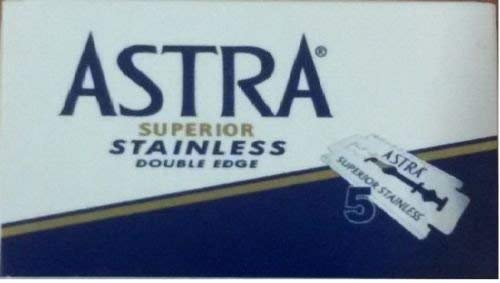 ASTRA®
SUPERIOR
STAINLESS
DOUBLE EDGE
ASTRA
SUPERIOR STAINLESS
5